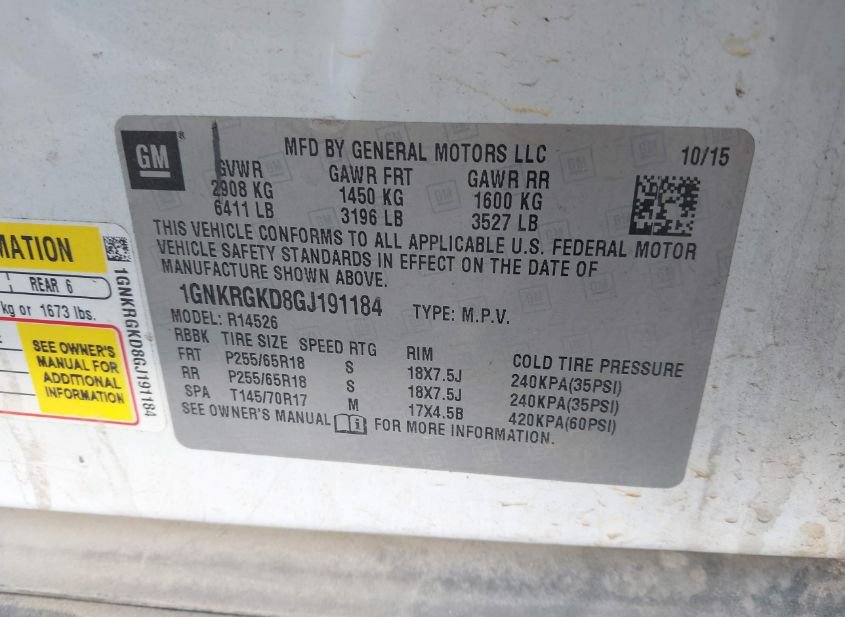 GM
®
MFD BY GENERAL MOTORS LLC 10/15
GVWR GAWR FRT GAWR RR
2908 KG 1450 KG 1600 KG
6411 LB 3196 LB 3527 LB
THIS VEHICLE CONFORMS TO ALL APPLICABLE U.S. FEDERAL MOTOR
VEHICLE SAFETY STANDARDS IN EFFECT ON THE DATE OF
MANUFACTURE SHOWN ABOVE.
1GNKRGKD8GJ191184 TYPE: M.P.V.
MODEL: R14526
RBBK TIRE SIZE SPEED RTG RIM COLD TIRE PRESSURE
FRT P255/65R18 S 18X7.5J 240KPA(35PSI)
RR P255/65R18 S 18X7.5J 240KPA(35PSI)
SPA T145/70R17 M 17X4.5B 420KPA(60PSI)
SEE OWNER'S MANUAL FOR MORE INFORMATION.
MATION
REAR 6
kg or 1673 lbs.
SEE OWNER'S
MANUAL FOR
ADDITIONAL
INFORMATION
1GNKRGKD8GJ191184